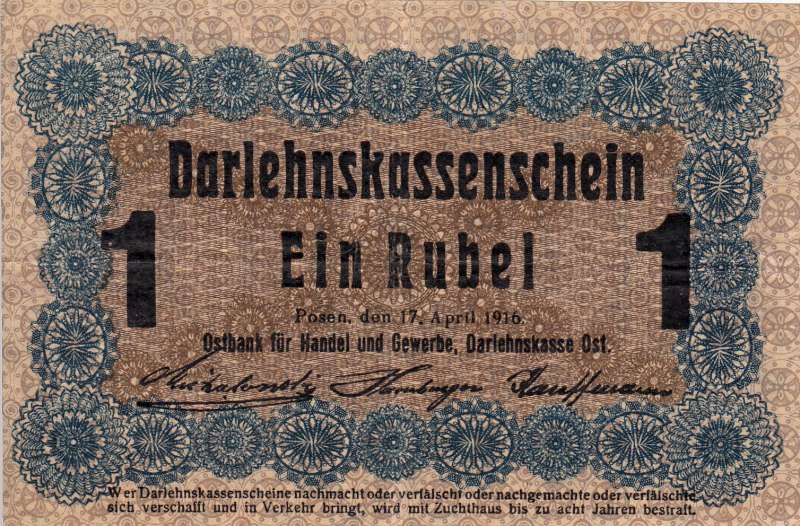 Darlehnskassenschein
1 Ein Rubel 1
Posen, den 17. April 1916.
Ostbank für Handel und Gewerbe, Darlehnskasse Ost.
Kauffmann
Wer Darlehnskassenscheine nachmacht oder verfälscht oder nachgemachte oder verfälschte
sich verschafft und in Verkehr bringt, wird mit Zuchthaus bis zu acht Jahren bestraft.